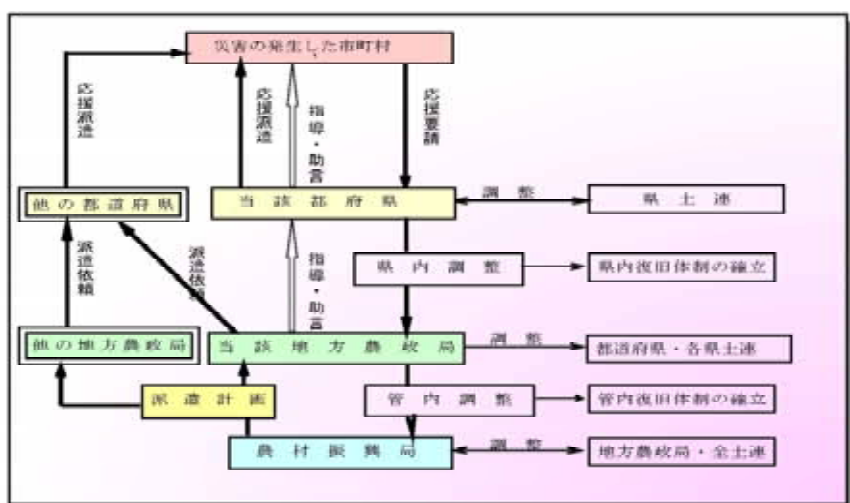 災害の発生した市町村
応援派遣
応援派遣
指導・助言
応援要請
他の都道府県
当該都府県
調整
県土連
派遣依頼
派遣依頼
指導・助言
県内調整
県内復旧体制の確立
他の地方農政局
当該地方農政局
調整
都道府県・各県土連
派遣計画
管内調整
管内復旧体制の確立
農村振興局
調整
地方農政局・全土連